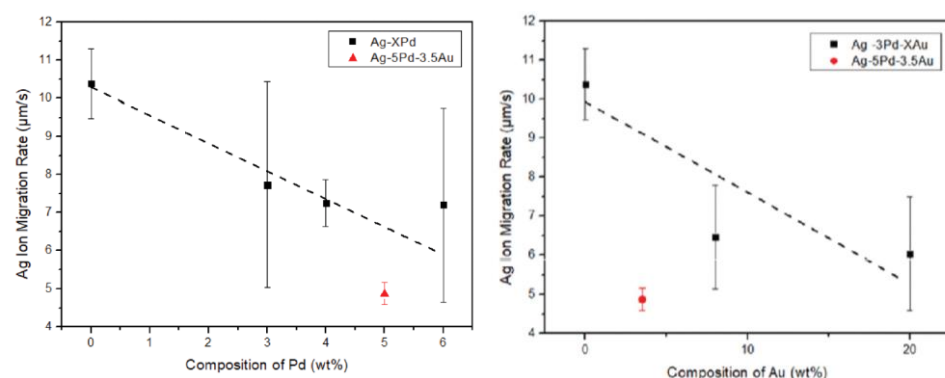 Ag-XPd
Ag-5Pd-3.5Au
12
11
10
9
8
7
6
5
4
Ag Ion Migration Rate (μm/s)
0 1 2 3 4 5 6
Composition of Pd (wt%)
Ag -3Pd-XAu
Ag-5Pd-3.5Au
12
11
10
9
8
7
6
5
4
Ag Ion Migration Rate (μm/s)
0 10 20
Composition of Au (wt%)